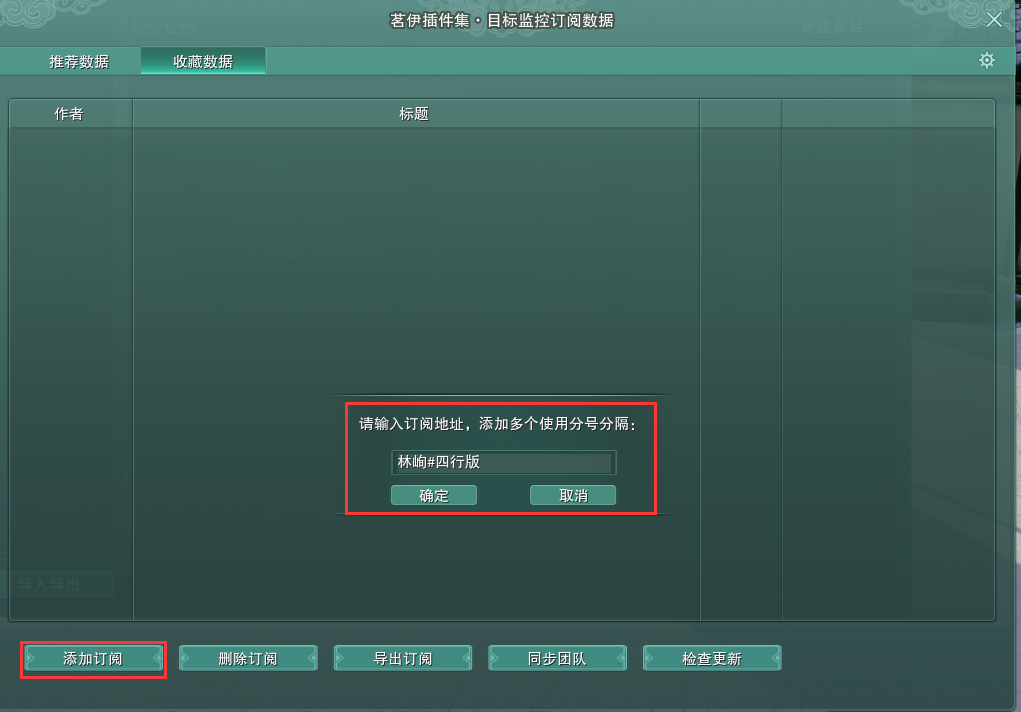 茗伊插件集·目标监控订阅数据
推荐数据
收藏数据
作者
标题
请输入订阅地址，添加多个使用分号分隔：
林峋#四行版
确定
取消
导入导出
添加订阅
删除订阅
导出订阅
同步团队
检查更新